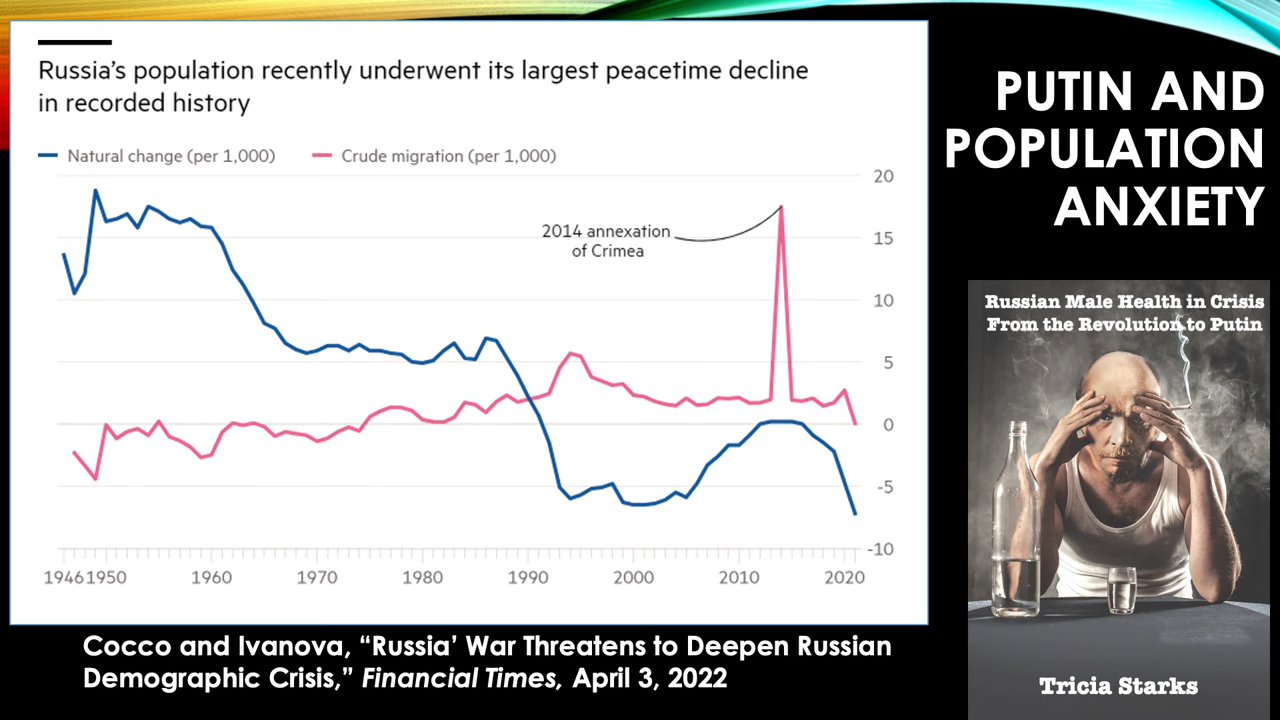 Russia's population recently underwent its largest peacetime decline
in recorded history
Natural change (per 1,000)
Crude migration (per 1,000)
20
15
10
5
0
-5
-10
2014 annexation
of Crimea
1946
1950
1960
1970
1980
1990
2000
2010
2020
Cocco and Ivanova, “Russia’ War Threatens to Deepen Russian
Demographic Crisis,” Financial Times, April 3, 2022
PUTIN AND
POPULATION
ANXIETY
Russian Male Health in Crisis
From the Revolution to Putin
Tricia Starks